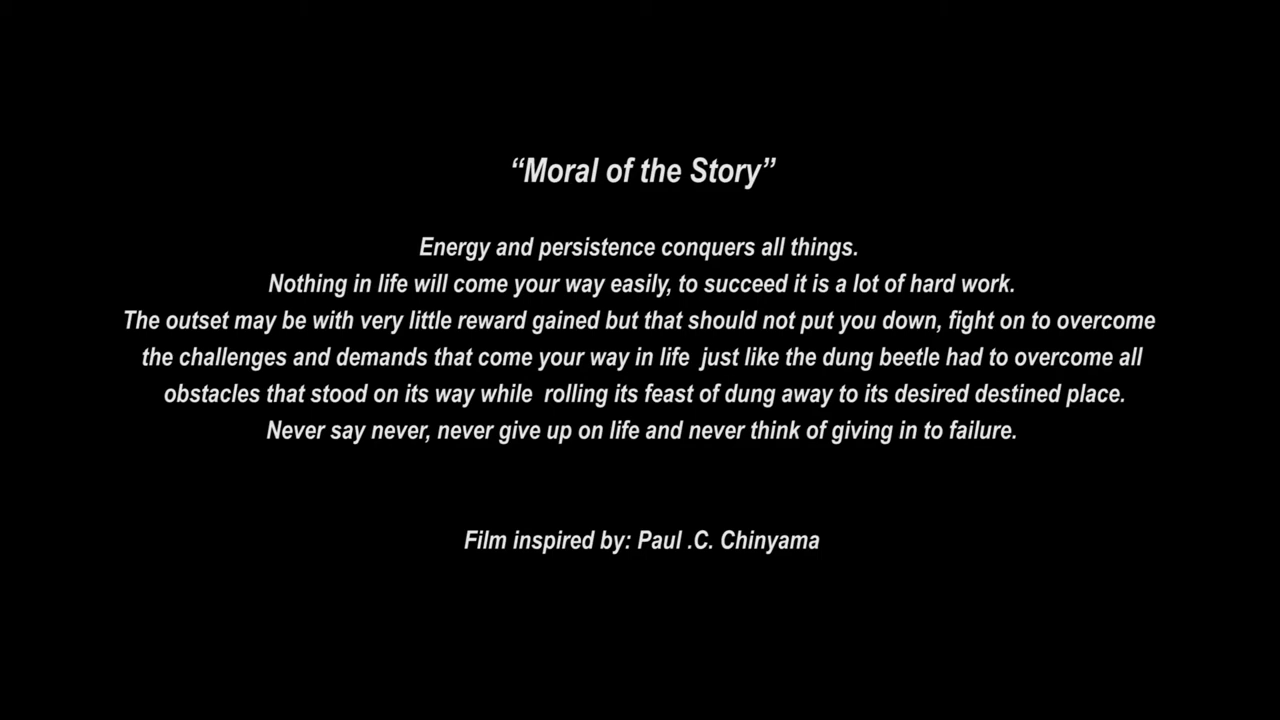 “Moral of the Story”
Energy and persistence conquers all things.
Nothing in life will come your way easily, to succeed it is a lot of hard work.
The outset may be with very little reward gained but that should not put you down, fight on to overcome
the challenges and demands that come your way in life  just like the dung beetle had to overcome all
obstacles that stood on its way while  rolling its feast of dung away to its desired destined place.
Never say never, never give up on life and never think of giving in to failure.
Film inspired by: Paul .C. Chinyama